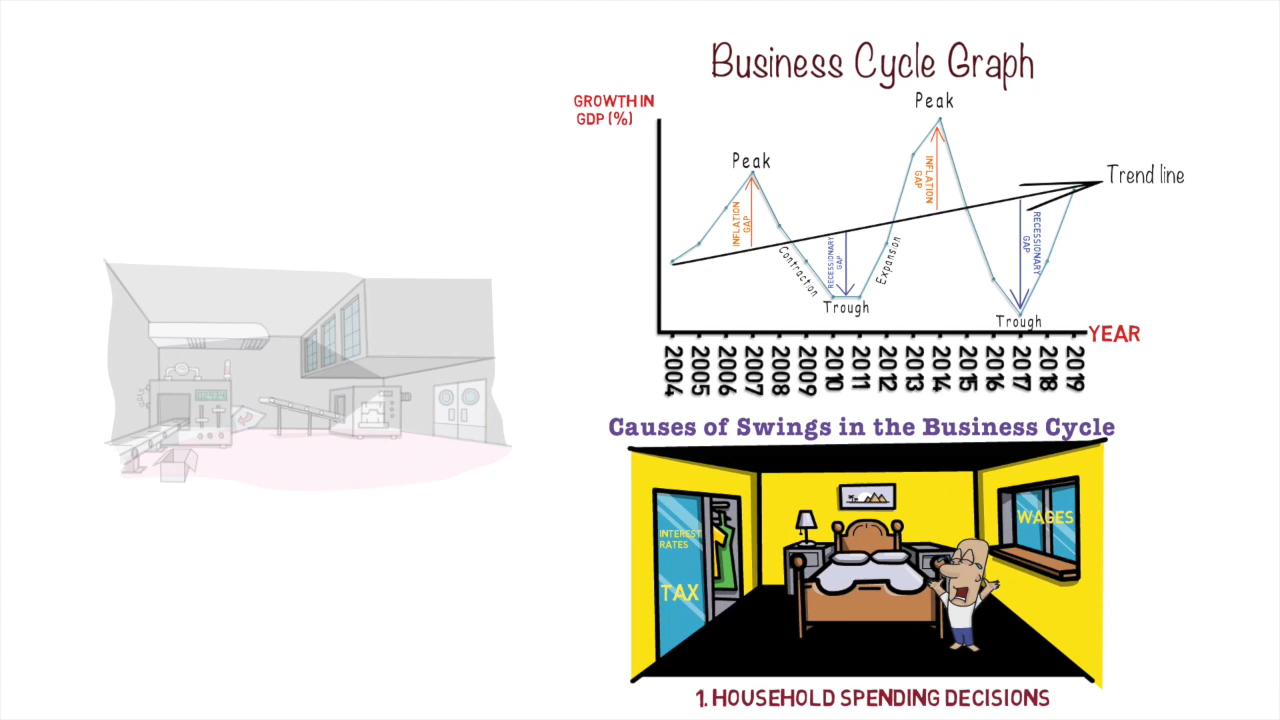 Business Cycle Graph
GROWTH IN
GDP (%)
Peak
Peak
Trend line
INFLATION
GAP
INFLATION
GAP
Contraction
RECESSIONARY
GAP
Expansion
RECESSIONARY
GAP
Trough
Trough
YEAR
2004
2005
2006
2007
2008
2009
2010
2011
2012
2013
2014
2015
2016
2017
2018
2019
Causes of Swings in the Business Cycle
INTEREST
RATES
TAX
WAGES
1. HOUSEHOLD SPENDING DECISIONS